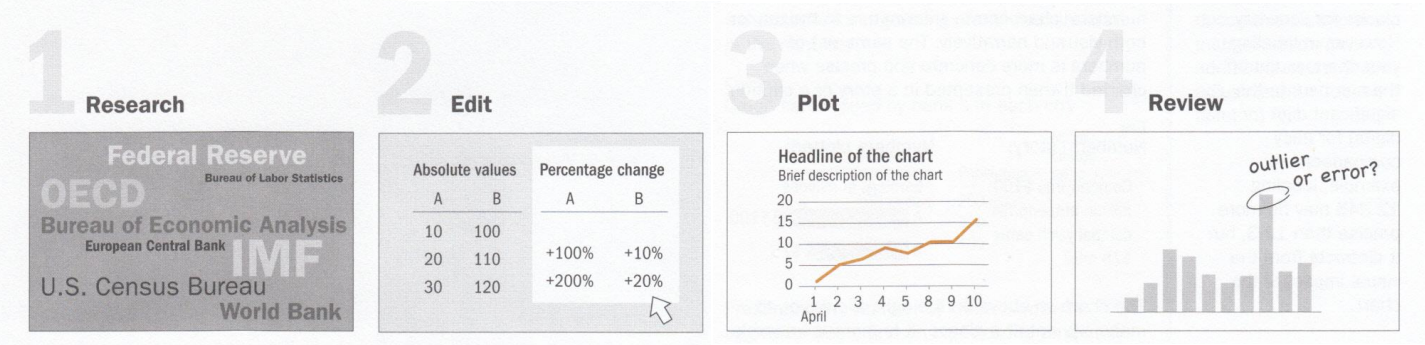 1
Research
Federal Reserve
Bureau of Labor Statistics
OECD
Bureau of Economic Analysis
European Central Bank
IMF
U.S. Census Bureau
World Bank
2
Edit
Absolute values Percentage change
A B A B
10 100
20 110 +100% +10%
30 120 +200% +20%
3
Plot
Headline of the chart
Brief description of the chart
20
15
10
5
0
1 2 3 4 5 8 9 10
April
4
Review
outlier
or error?